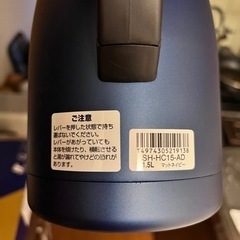 ご注意
レバーを押した状態で持ち
運ばないでください。
レバーがあがっていても
本体を傾けたり、横転させる
と湯が漏れてやけどの恐れが
あります。
4974305219138
SH-HC15-AD
1.5L マットネイビー